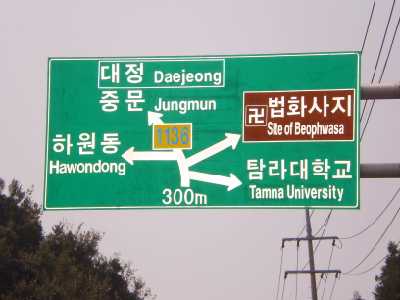 대정 Daejeong
중문 Jungmun
1136
卍 법화사지
Site of Beophwasa
하원동
Hawondong
탐라대학교
Tamna University
300m